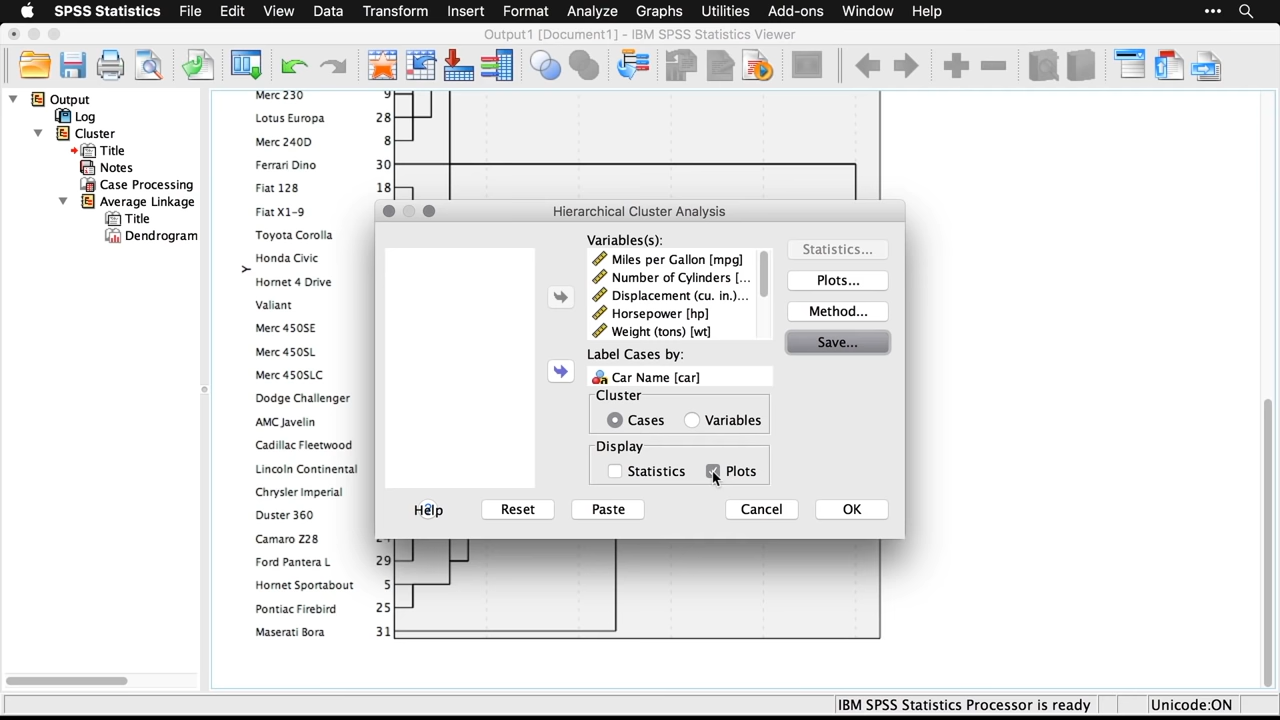 SPSS Statistics File Edit View Data Transform Insert Format Analyze Graphs Utilities Add-ons Window Help
Output1 [Document1] - IBM SPSS Statistics Viewer
Output
Log
Cluster
Title
Notes
Case Processing
Average Linkage
Title
Dendrogram
Y
Merc 230 9
Lotus Europa 28
Merc 240D 8
Ferrari Dino 30
Fiat 128 18
Fiat X1-9
Toyota Corolla
Honda Civic
Hornet 4 Drive
Valiant
Merc 450SE
Merc 450SL
Merc 450SLC
Dodge Challenger
AMC Javelin
Cadillac Fleetwood
Lincoln Continental
Chrysler Imperial
Duster 360
Camaro Z28 24
Ford Pantera L 29
Hornet Sportabout 5
Pontiac Firebird 25
Maserati Bora 31
Hierarchical Cluster Analysis
Variables(s):
Miles per Gallon [mpg]
Number of Cylinders [...
Displacement (cu. in.)...
Horsepower [hp]
Weight (tons) [wt]
Label Cases by:
Car Name [car]
Cluster
Cases Variables
Display
Statistics Plots
Statistics...
Plots...
Method...
Save...
Help Reset Paste Cancel OK
IBM SPSS Statistics Processor is ready Unicode:ON